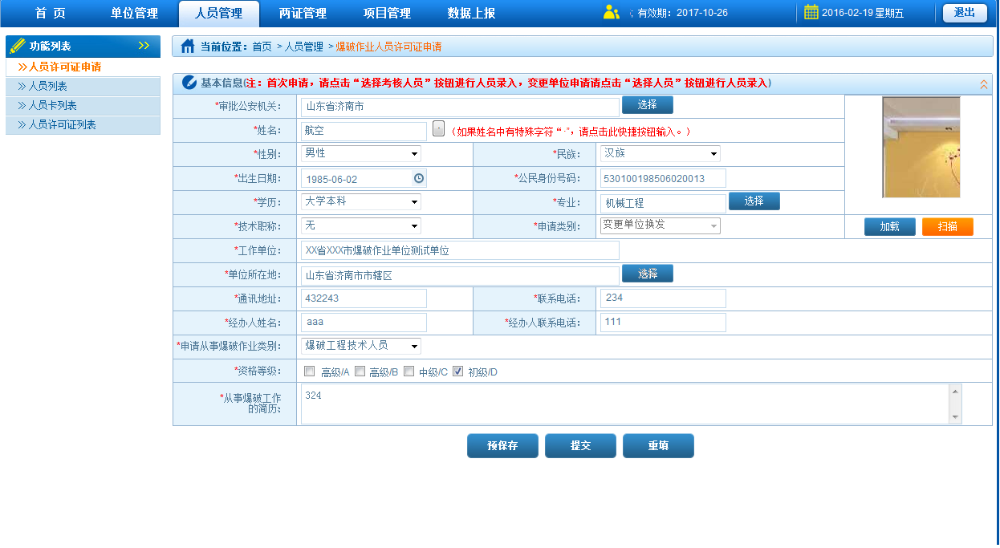 首 页 单位管理 人员管理 两证管理 项目管理 数据上报 ；有效期：2017-10-26 2016-02-19 星期五 退出
功能列表 >>
>>人员许可证申请
>>人员列表
>>人员卡列表
>>人员许可证列表
当前位置：首页 >人员管理 >爆破作业人员许可证申请
基本信息(注：首次申请，请点击“选择考核人员”按钮进行人员录入，变更单位申请请点击“选择人员”按钮进行人员录入)
*审批公安机关： 山东省济南市 选择
*姓名： 航空 · （如果姓名中有特殊字符“·”，请点击此快捷按钮输入。）
*性别： 男性 *民族： 汉族
*出生日期： 1985-06-02 *公民身份号码： 530100198506020013
*学历： 大学本科 *专业： 机械工程 选择
*技术职称： 无 *申请类别： 变更单位换发 加载 扫描
*工作单位： XX省XXX市爆破作业单位测试单位
*单位所在地： 山东省济南市市辖区 选择
*通讯地址： 432243 *联系电话： 234
*经办人姓名： aaa *经办人联系电话： 111
*申请从事爆破作业类别： 爆破工程技术人员
*资格等级： 高级/A 高级/B 中级/C 初级/D
*从事爆破工作
的简历： 324
预保存 提交 重填